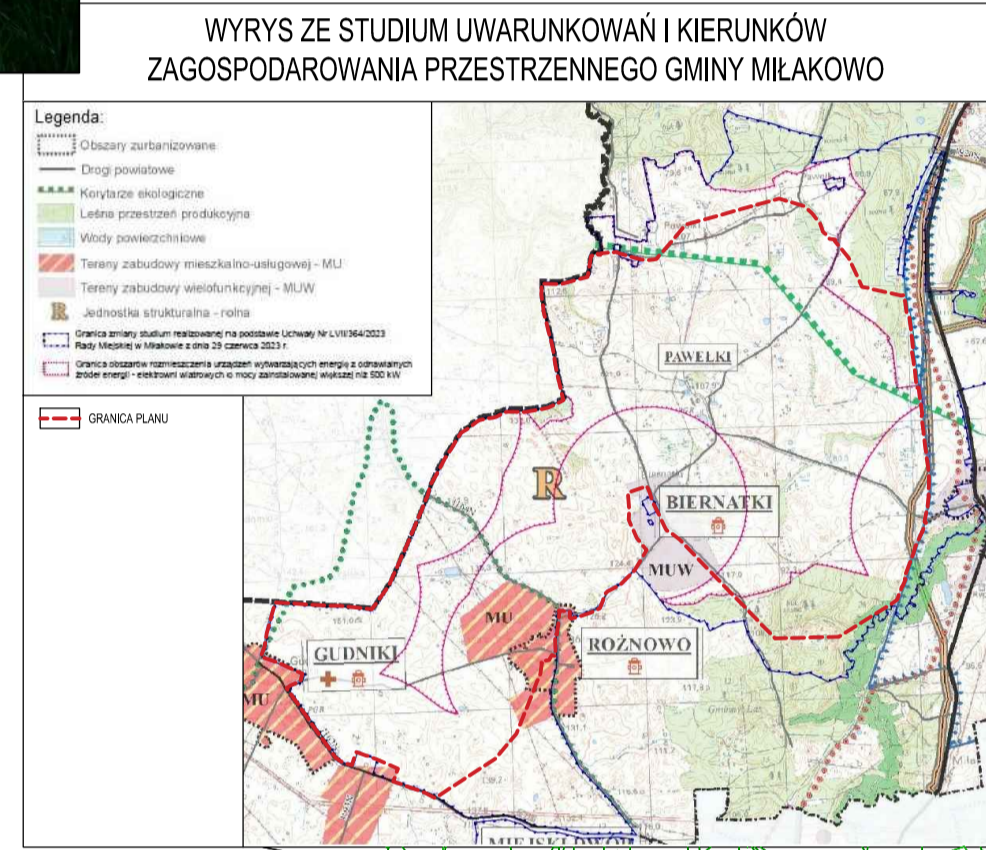 WYRYS ZE STUDIUM UWARUNKOWAŃ I KIERUNKÓW
ZAGOSPODAROWANIA PRZESTRZENNEGO GMINY MIŁAKOWO
Legenda:
Obszary zurbanizowane
Drogi powiatowe
Korytarze ekologiczne
Leśna przestrzeń produkcyjna
Wody powierzchniowe
Tereny zabudowy mieszkalno-usługowej - MU
Tereny zabudowy wielofunkcyjnej - MUW
R Jednostka strukturalna - rolna
Granica zmiany studium realizowanej na podstawie Uchwały Nr LVII/364/2023
Rady Miejskiej w Miłakowie z dnia 29 czerwca 2023 r.
Granica obszarów rozmieszczenia urządzeń wytwarzających energię z odnawialnych
źródeł energii - elektrowni wiatrowych o mocy zainstalowanej większej niż 500 kW
GRANICA PLANU
PAWEŁKI
R
BIERNATKI
MUW
MU
ROŻNOWO
GUDNIKI
MU
MIEJSKI DWÓR